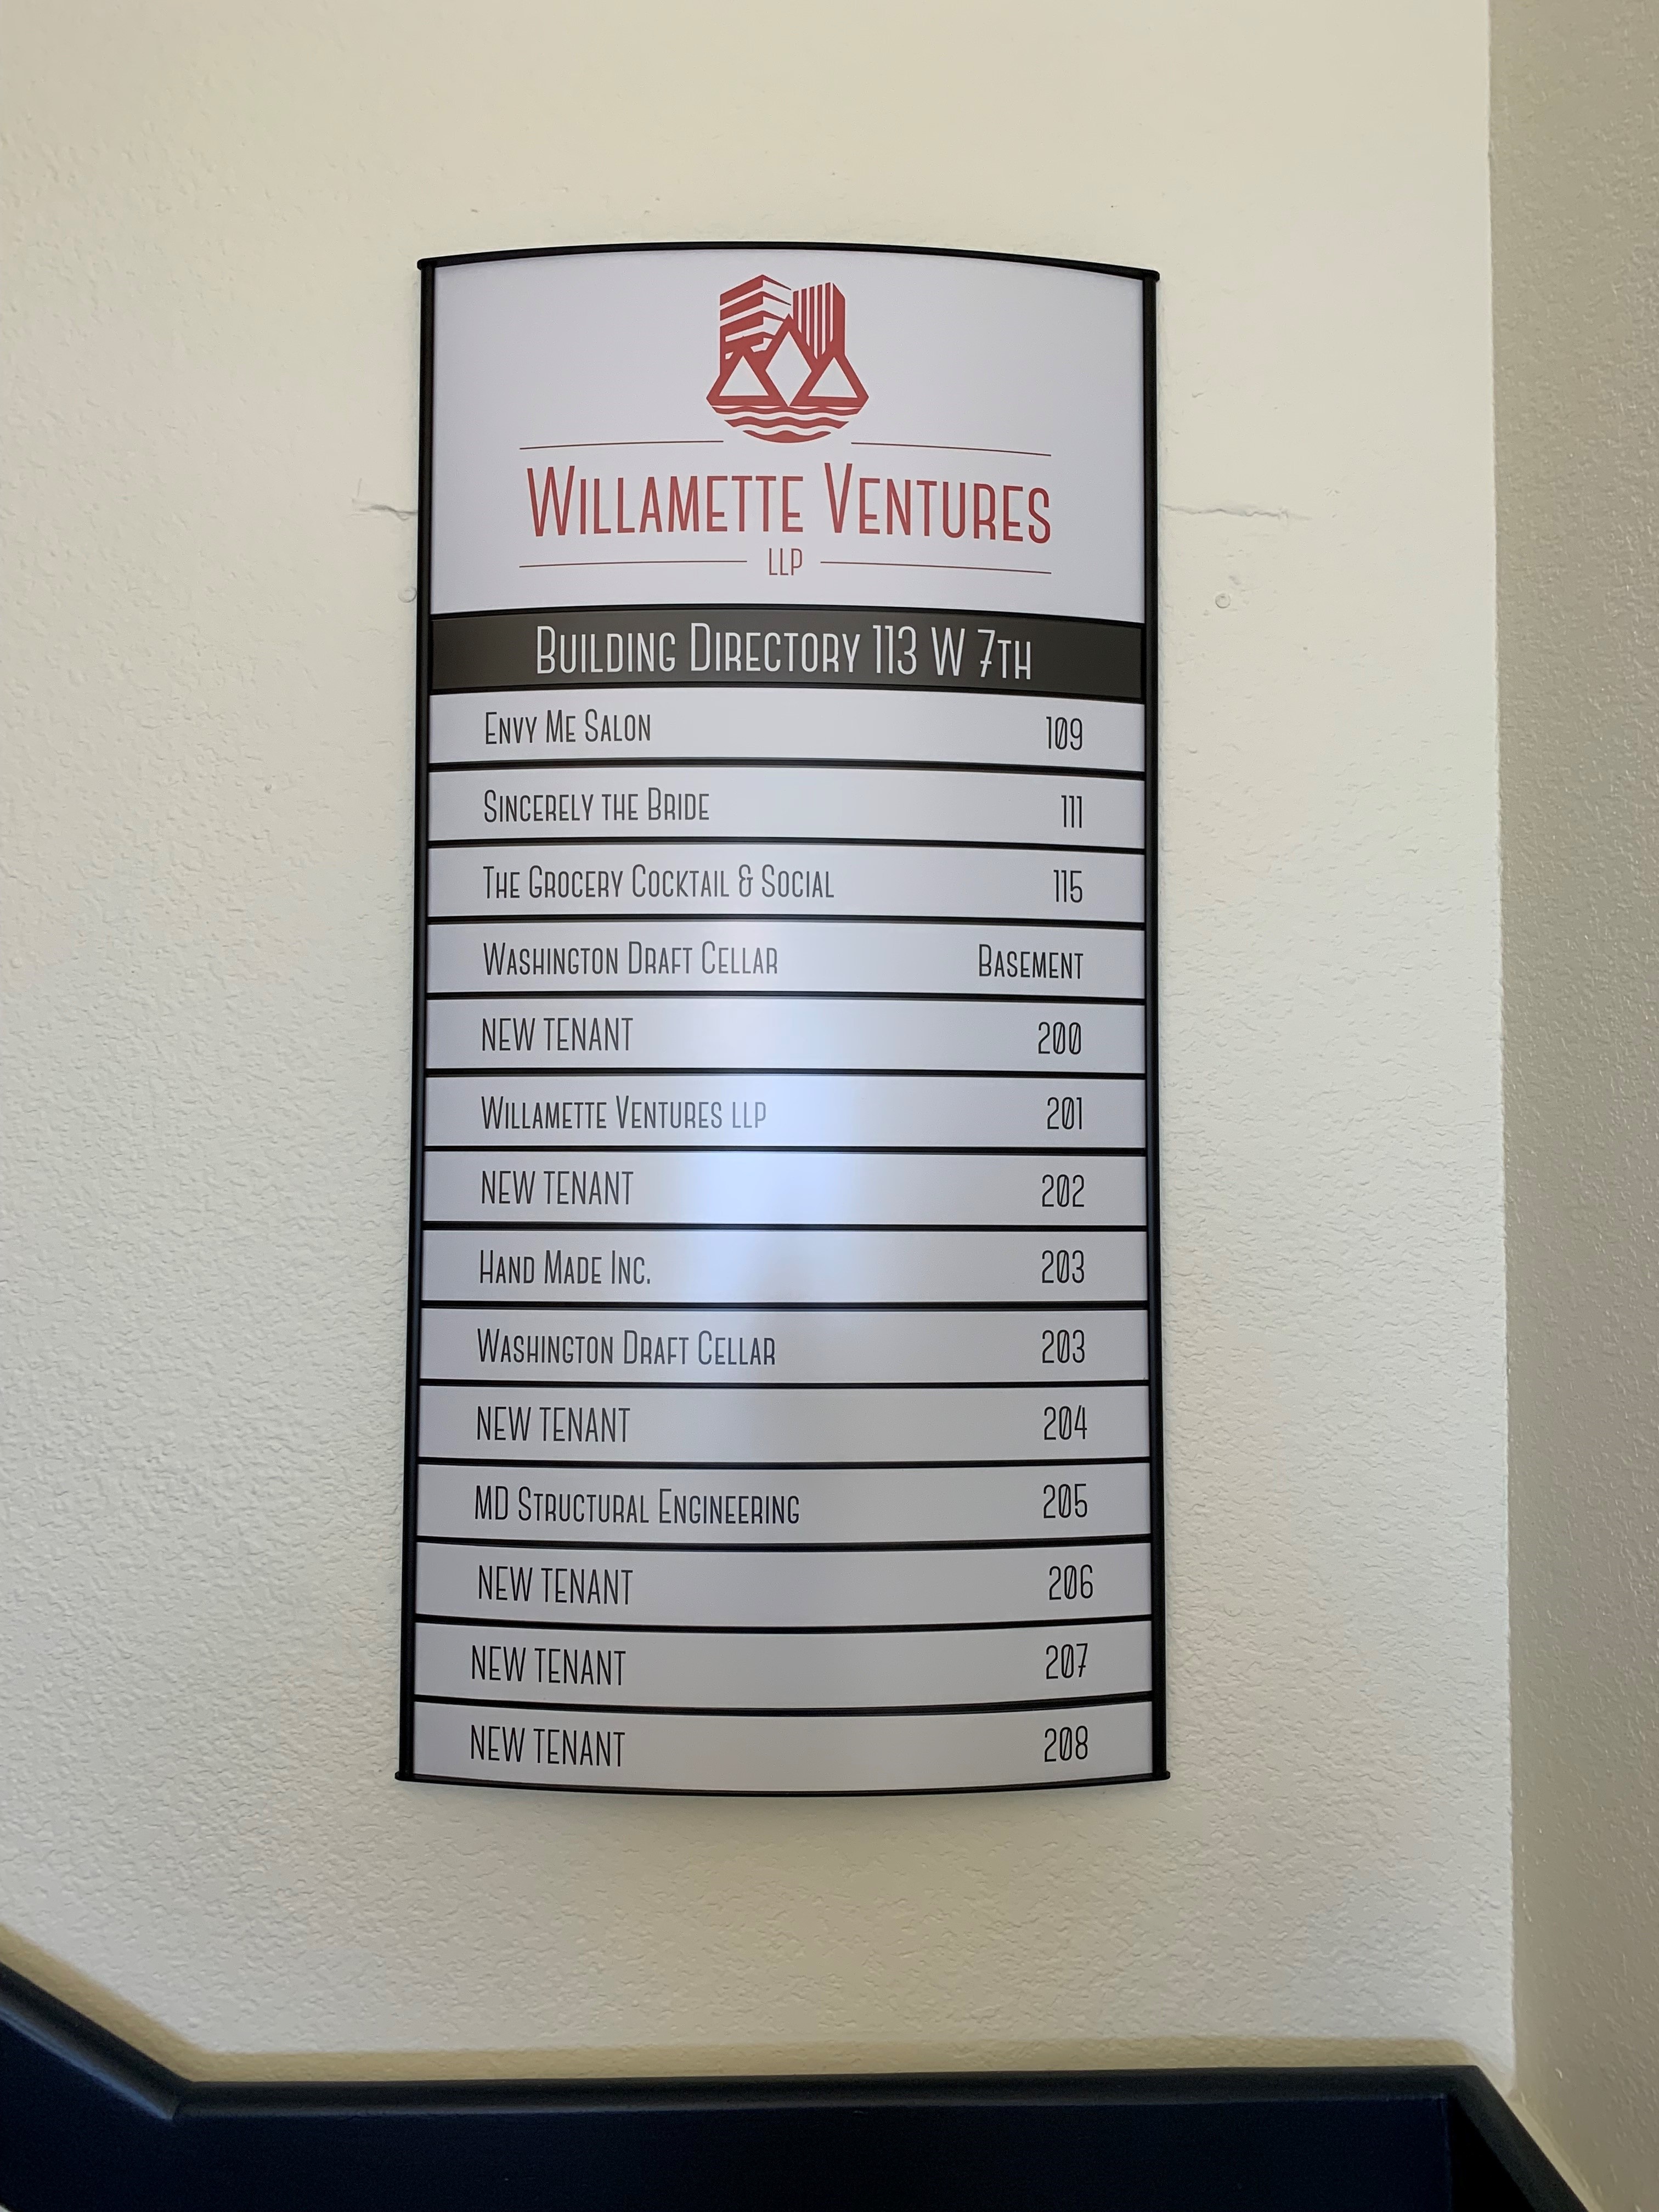 Willamette Ventures
LLP
Building Directory 113 W 7th
Envy Me Salon 109
Sincerely the Bride 111
The Grocery Cocktail & Social 115
Washington Draft Cellar Basement
NEW TENANT 200
Willamette Ventures LLP 201
NEW TENANT 202
Hand Made Inc. 203
Washington Draft Cellar 203
NEW TENANT 204
MD Structural Engineering 205
NEW TENANT 206
NEW TENANT 207
NEW TENANT 208